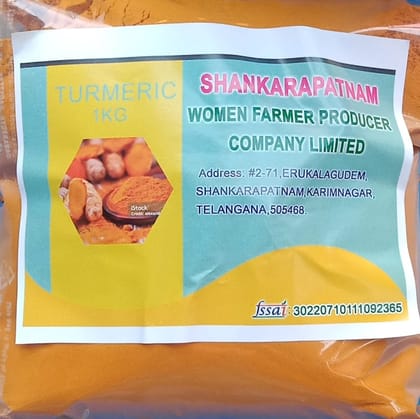 TURMERIC
1KG
SHANKARAPATNAM
WOMEN FARMER PRODUCER
COMPANY LIMITED
Address: #2-71,ERUKALAGUDEM,
SHANKARAPATNAM,KARIMNAGAR,
TELANGANA,505468.
iStock
Credit:
fssai: 30220710111092365